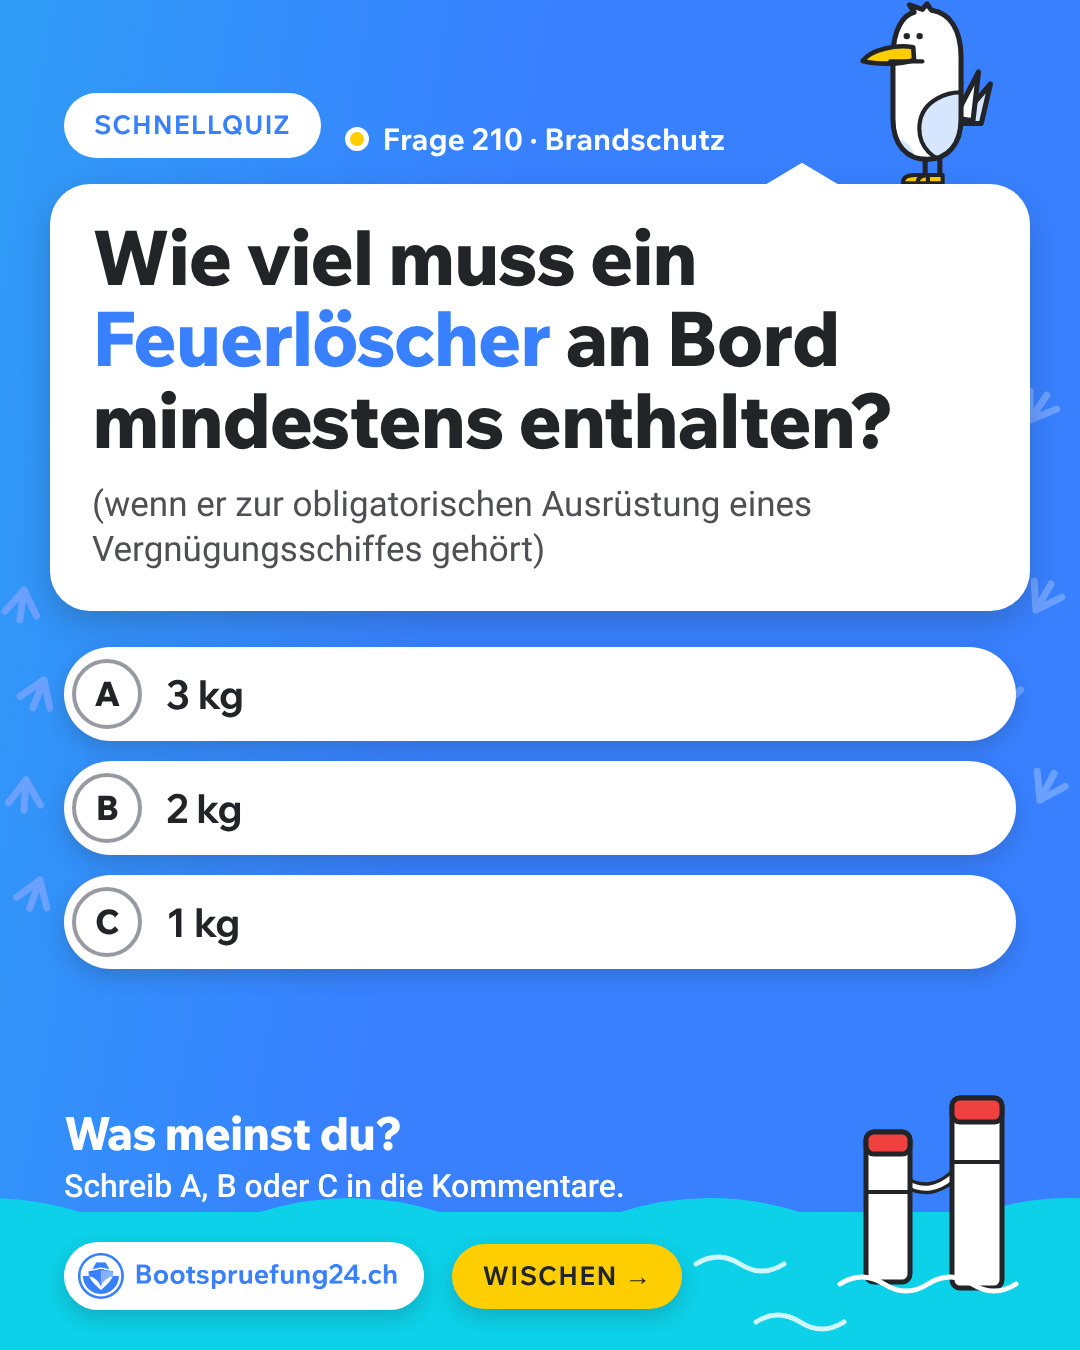 SCHNELLQUIZ
Frage 210 · Brandschutz
Wie viel muss ein
Feuerlöscher an Bord
mindestens enthalten?
(wenn er zur obligatorischen Ausrüstung eines
Vergnügungsschiffes gehört)
A 3 kg
B 2 kg
C 1 kg
Was meinst du?
Schreib A, B oder C in die Kommentare.
Bootspruefung24.ch
WISCHEN →